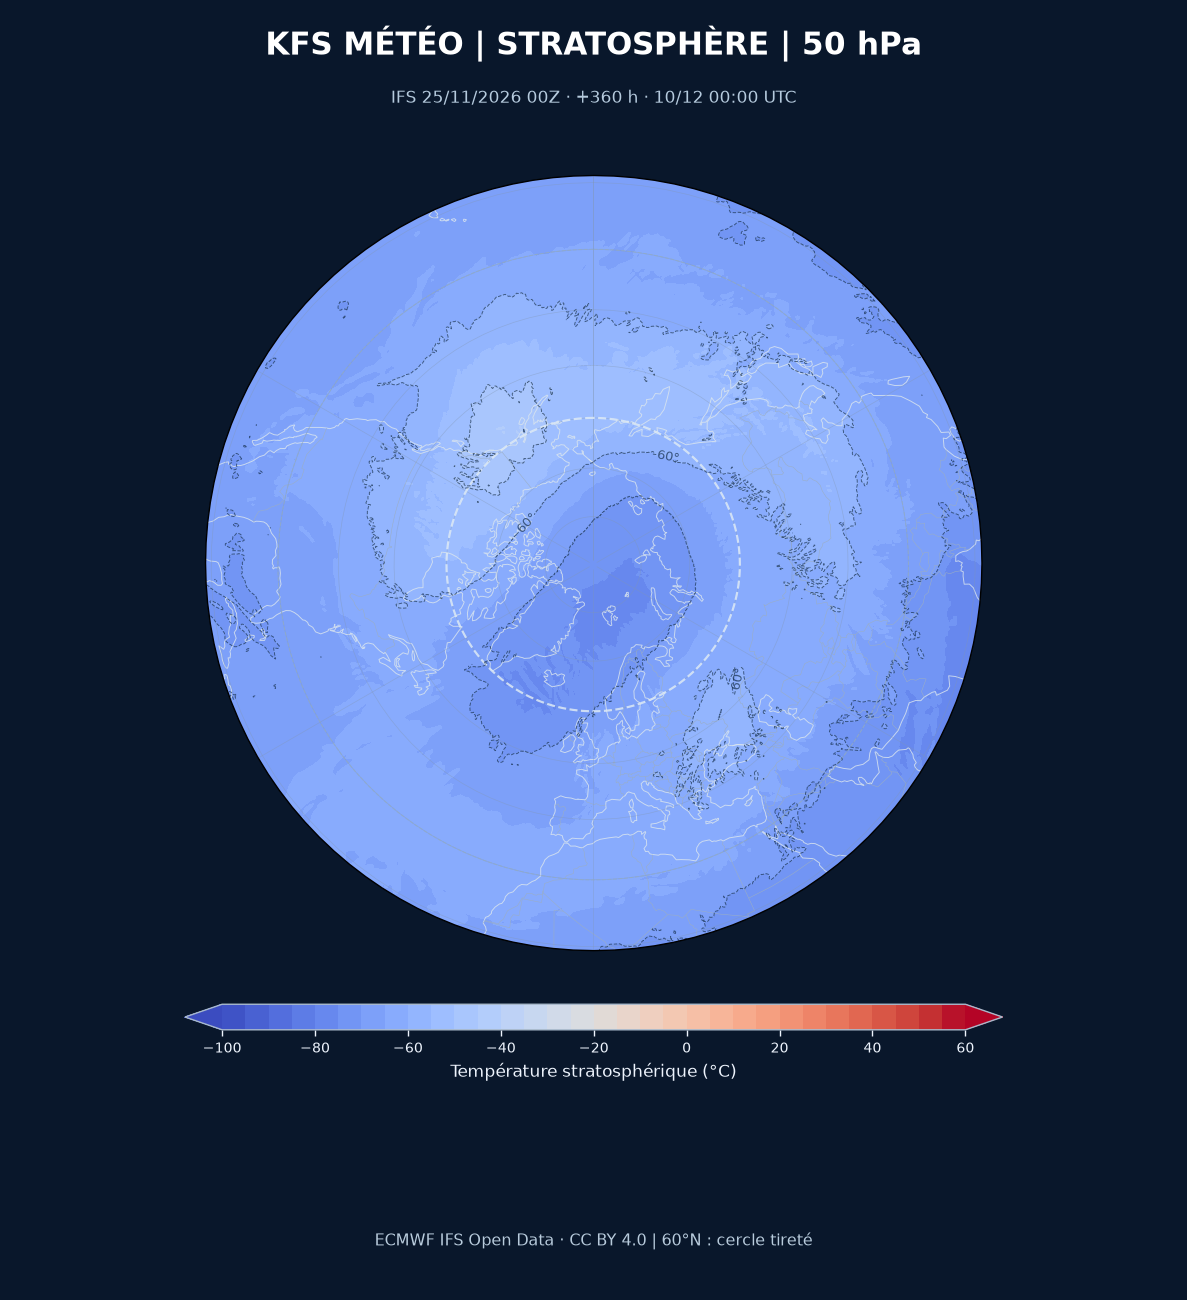 KFS MÉTÉO | STRATOSPHÈRE | 50 hPa
IFS 25/11/2026 00Z · +360 h · 10/12 00:00 UTC
60°
60°
60°
−100 −80 −60 −40 −20 0 20 40 60
Température stratosphérique (°C)
ECMWF IFS Open Data · CC BY 4.0 | 60°N : cercle tireté